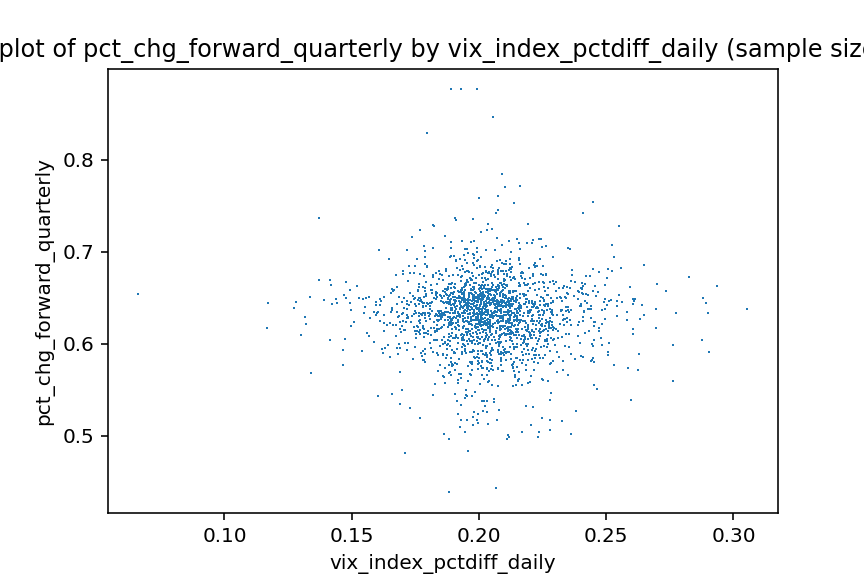 plot of pct_chg_forward_quarterly by vix_index_pctdiff_daily (sample
0.8
0.7
0.6
0.5
pct_chg_forward_quarterly
0.10 0.15 0.20 0.25 0.30
vix_index_pctdiff_daily